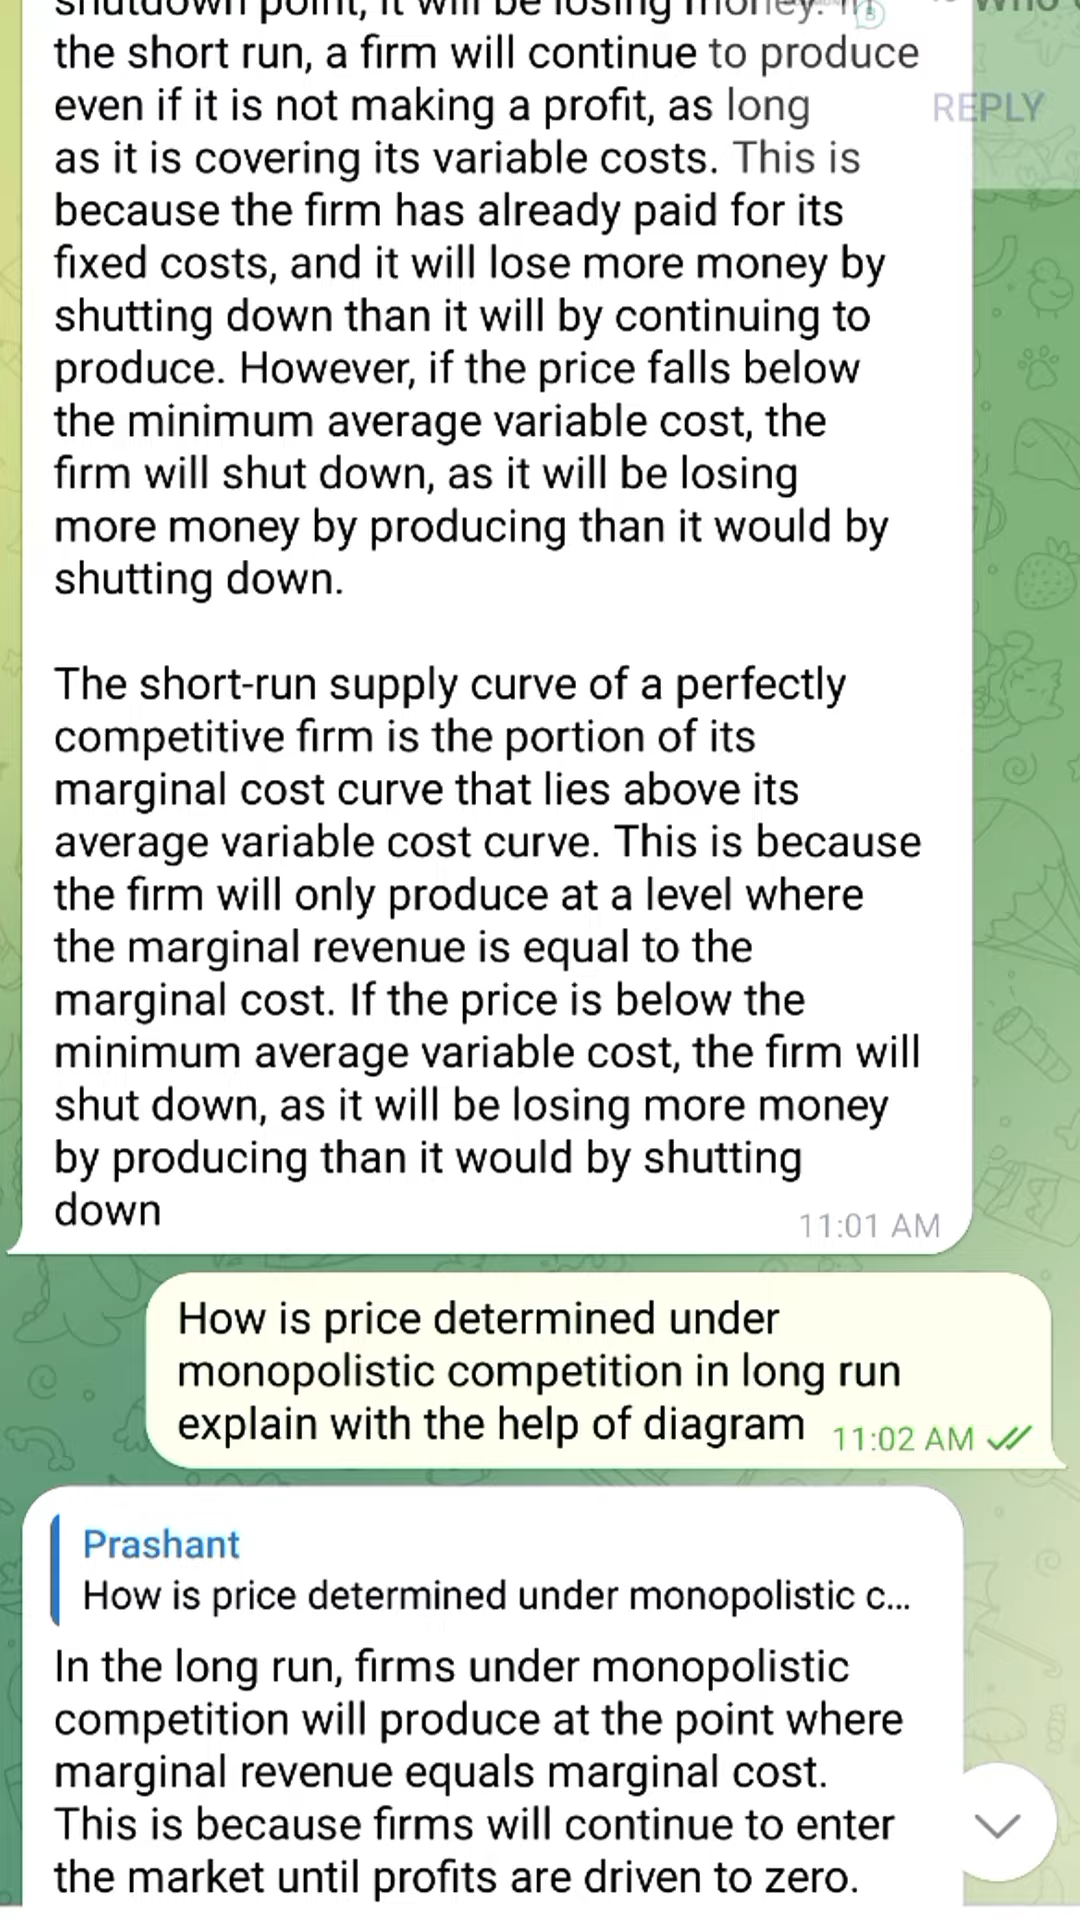 shutdown point, it will be losing money. In
the short run, a firm will continue to produce
even if it is not making a profit, as long
as it is covering its variable costs. This is
because the firm has already paid for its
fixed costs, and it will lose more money by
shutting down than it will by continuing to
produce. However, if the price falls below
the minimum average variable cost, the
firm will shut down, as it will be losing
more money by producing than it would by
shutting down.
The short-run supply curve of a perfectly
competitive firm is the portion of its
marginal cost curve that lies above its
average variable cost curve. This is because
the firm will only produce at a level where
the marginal revenue is equal to the
marginal cost. If the price is below the
minimum average variable cost, the firm will
shut down, as it will be losing more money
by producing than it would by shutting
down
11:01 AM
REPLY
How is price determined under
monopolistic competition in long run
explain with the help of diagram
11:02 AM
Prashant
How is price determined under monopolistic c...
In the long run, firms under monopolistic
competition will produce at the point where
marginal revenue equals marginal cost.
This is because firms will continue to enter
the market until profits are driven to zero.